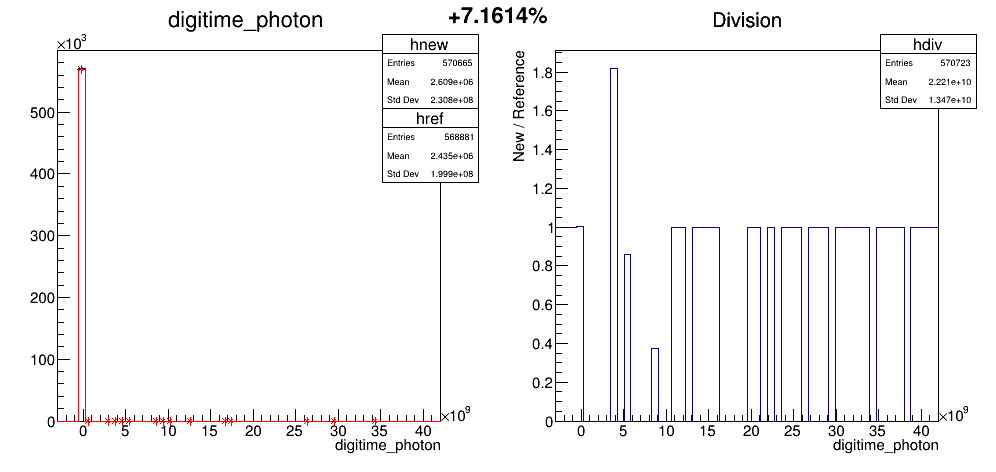 +7.1614%
digitime_photon
×10³
hnew
Entries 570665
Mean 2.609e+06
Std Dev 2.308e+08
href
Entries 568881
Mean 2.435e+06
Std Dev 1.999e+08
500
400
300
200
100
0
0 5 10 15 20 25 30 35 40
×10⁹
digitime_photon
Division
hdiv
Entries 570723
Mean 2.221e+10
Std Dev 1.347e+10
New / Reference
1.8
1.6
1.4
1.2
1
0.8
0.6
0.4
0.2
0
0 5 10 15 20 25 30 35 40
×10⁹
digitime_photon